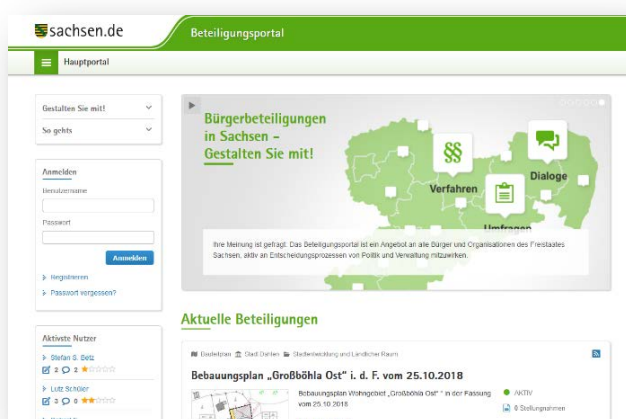 sachsen.de
Beteiligungsportal
Hauptportal
Gestalten Sie mit!
So gehts
Anmelden
Benutzername
Passwort
Anmelden
Registrieren
Passwort vergessen?
Aktivste Nutzer
Stefan G. Betz
2 2
Lutz Schüler
3 0
Bürgerbeteiligungen
in Sachsen –
Gestalten Sie mit!
§§
Verfahren
Dialoge
Umfragen
Ihre Meinung ist gefragt: Das Beteiligungsportal ist ein Angebot an alle Bürger und Organisationen des Freistaates
Sachsen, aktiv an Entscheidungsprozessen von Politik und Verwaltung mitzuwirken.
Aktuelle Beteiligungen
Bauleitplan Stadt Dahlen Stadtentwicklung und Ländlicher Raum
Bebauungsplan „Großböhla Ost“ i. d. F. vom 25.10.2018
Bebauungsplan Wohngebiet „Großböhla Ost“ " in der Fassung
vom 25.10.2018
AKTIV
0 Stellungnahmen